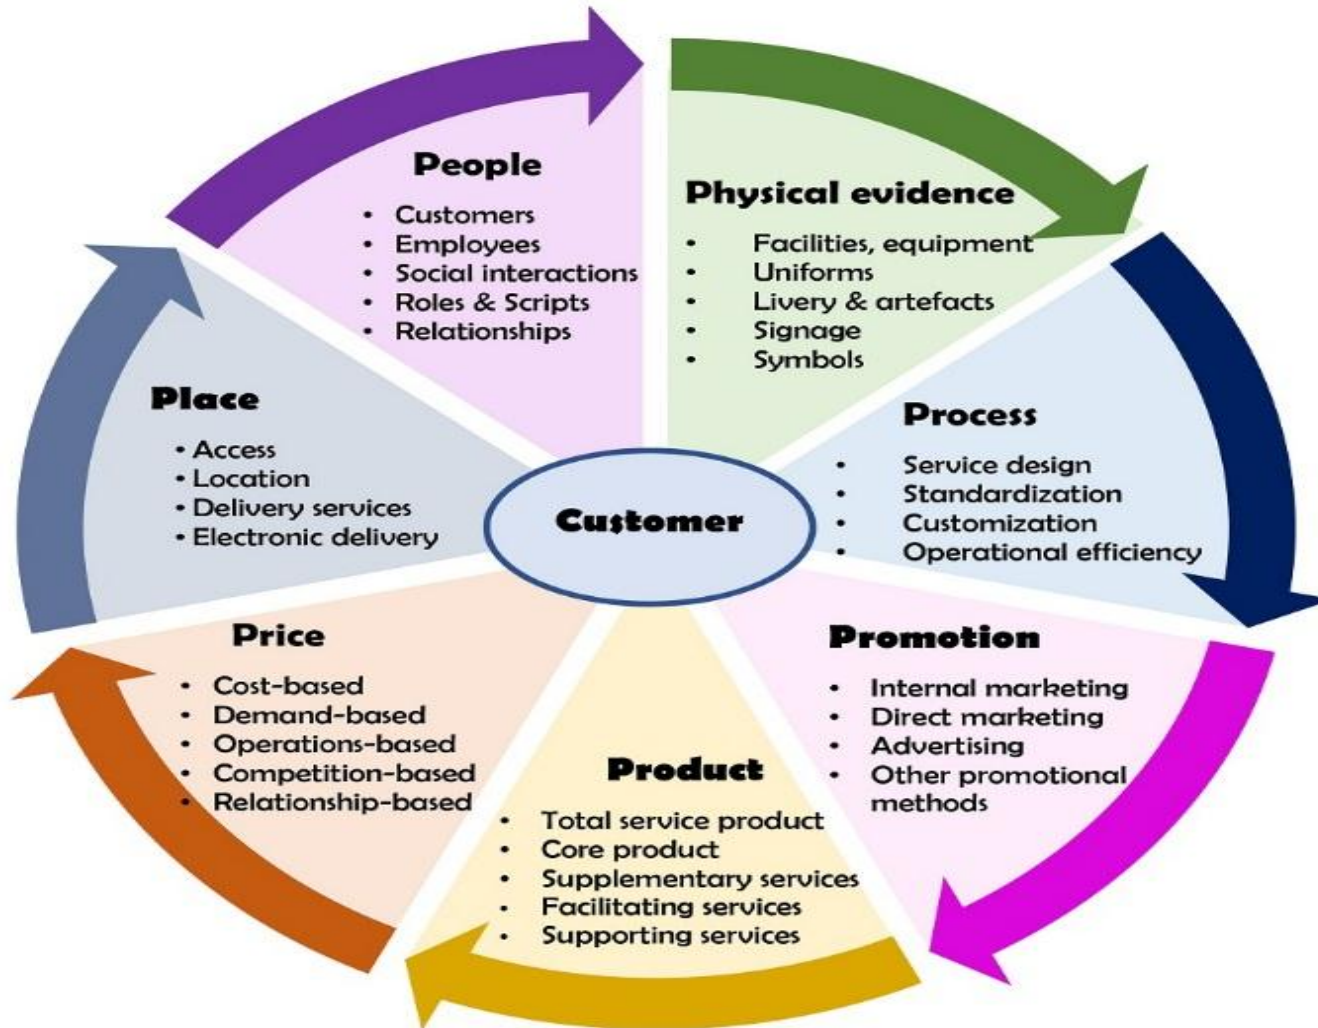 People
• Customers
• Employees
• Social interactions
• Roles & Scripts
• Relationships
Physical evidence
• Facilities, equipment
• Uniforms
• Livery & artefacts
• Signage
• Symbols
Process
• Service design
• Standardization
• Customization
• Operational efficiency
Promotion
• Internal marketing
• Direct marketing
• Advertising
• Other promotional
methods
Product
• Total service product
• Core product
• Supplementary services
• Facilitating services
• Supporting services
Price
• Cost-based
• Demand-based
• Operations-based
• Competition-based
• Relationship-based
Place
• Access
• Location
• Delivery services
• Electronic delivery
Customer